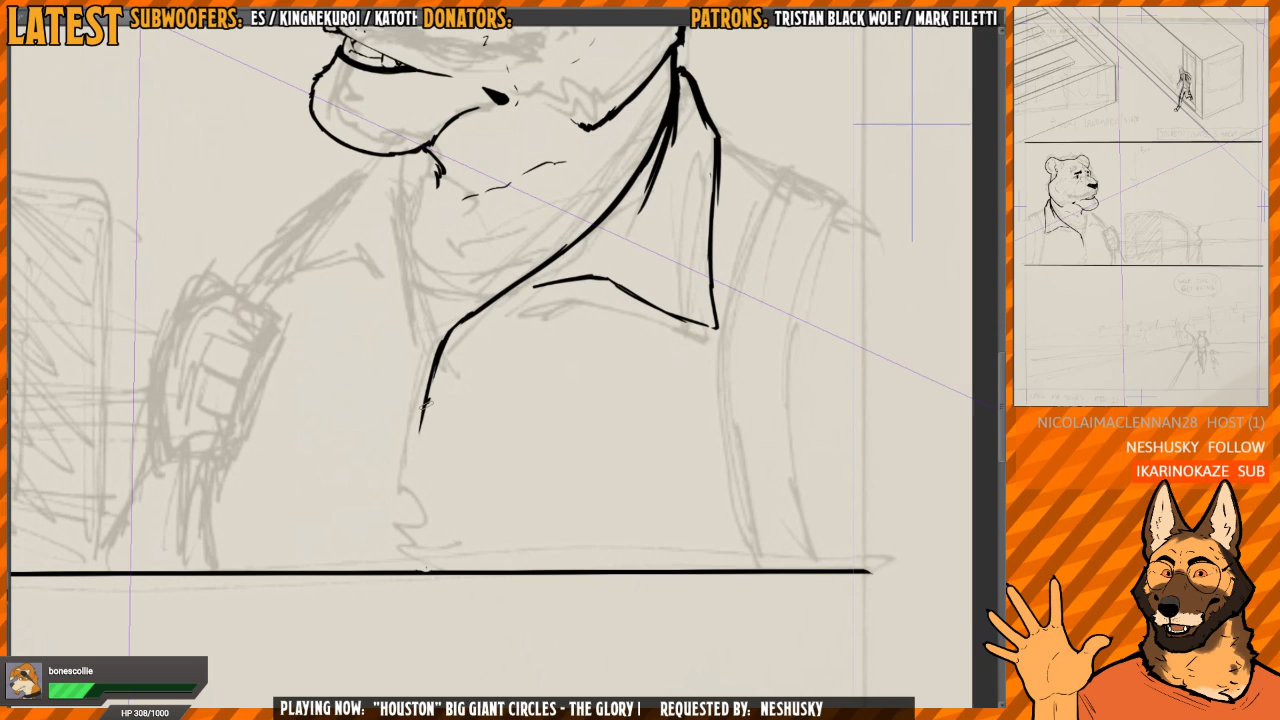 LATEST SUBWOOFERS: ES / KINGNEKUROI / KATOH DONATORS: PATRONS: TRISTAN BLACK WOLF / MARK FILETTI
NICOLAIMACLENNAN28 HOST (1)
NESHUSKY FOLLOW
IKARINOKAZE SUB
bonescollie
HP 308/1000
PLAYING NOW: "HOUSTON" BIG GIANT CIRCLES - THE GLORY | REQUESTED BY: NESHUSKY